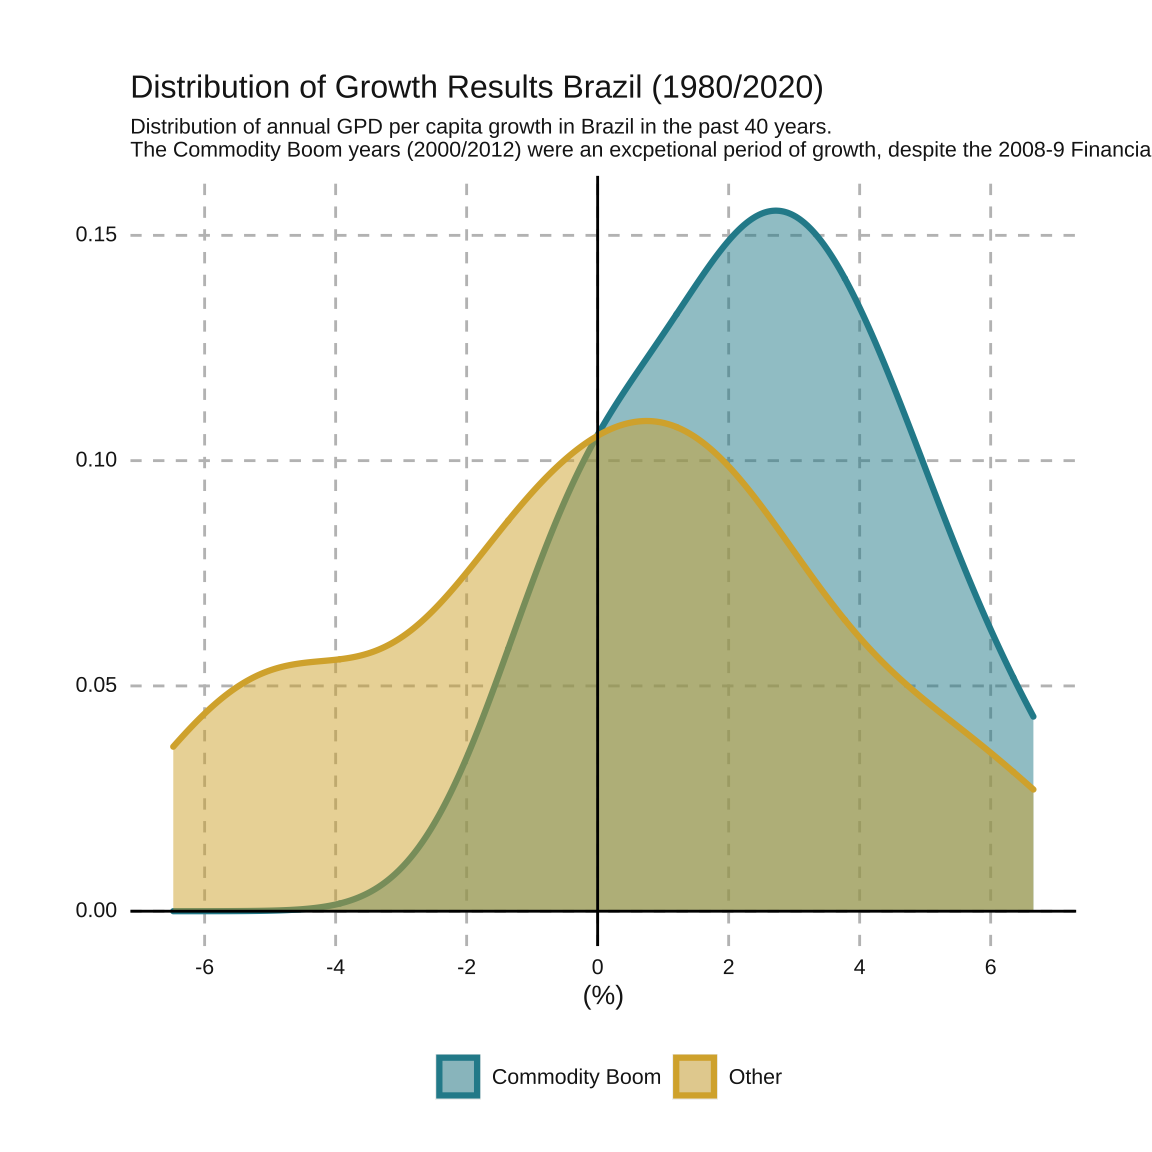 Distribution of Growth Results Brazil (1980/2020)
Distribution of annual GPD per capita growth in Brazil in the past 40 years.
The Commodity Boom years (2000/2012) were an excpetional period of growth, despite the 2008-9 Financia
0.15
0.10
0.05
0.00
-6 -4 -2 0 2 4 6
(%)
Commodity Boom Other